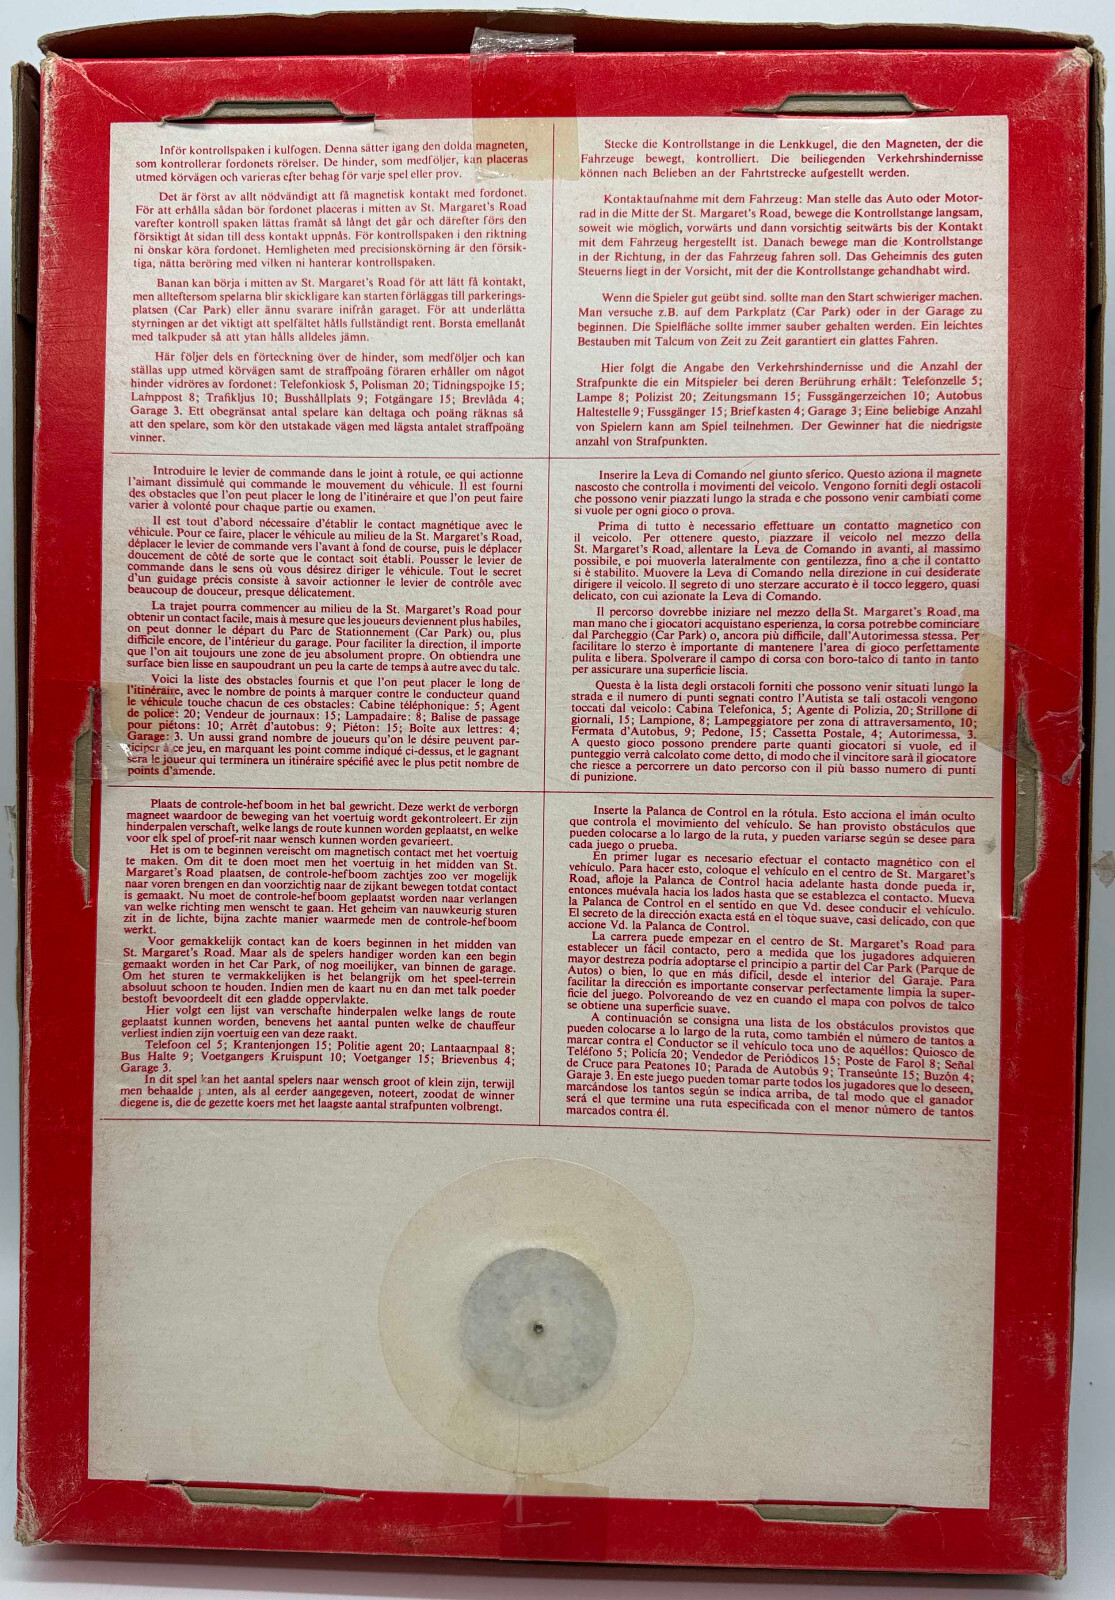 Inför kontrollspaken i kulfogen. Denna sätter igang den dolda magneten,
som kontrollerar fordonets rörelser. De hinder, som medföljer, kan placeras
utmed körvägen och varieras efter behag för varje spel eller prov.
Det är först av allt nödvändigt att få magnetisk kontakt med fordonet.
För att erhålla sådan bör fordonet placeras i mitten av St. Margaret's Road
varefter kontroll spaken lättas framåt så långt det går och därefter förs den
försiktigt åt sidan till dess kontakt uppnås. För kontrollspaken i den riktning
ni önskar köra fordonet. Hemligheten med precisionskörning är den försik-
tiga, nätta beröring med vilken ni hanterar kontrollspaken.
Banan kan börja i mitten av St. Margaret's Road för att lätt få kontakt,
men allteftersom spelarna blir skickligare kan starten förläggas till parkerings-
platsen (Car Park) eller ännu svarare inifrån garaget. För att underlätta
styrningen ar det viktigt att spelfältet hålls fullständigt rent. Borsta emellanåt
med talkpuder så att ytan hålls alldeles jämn.
Här följer dels en förteckning över de hinder, som medföljer och kan
ställas upp utmed körvägen samt de straffpoäng föraren erhåller om något
hinder vidröres av fordonet: Telefonkiosk 5, Polisman 20; Tidningspojke 15;
Lamppost 8; Trafikljus 10; Busshållplats 9; Fotgängare 15; Brevlåda 4;
Garage 3. Ett obegränsat antal spelare kan deltaga och poäng räknas så
att den spelare, som kör den utstakade vägen med lägsta antalet straffpoäng
vinner.
Stecke die Kontrollstange in die Lenkkugel, die den Magneten, der die
Fahrzeuge bewegt, kontrolliert. Die beiliegenden Verkehrshindernisse
können nach Belieben an der Fahrtstrecke aufgestellt werden.
Kontaktaufnahme mit dem Fahrzeug: Man stelle das Auto oder Motor-
rad in die Mitte der St. Margaret's Road, bewege die Kontrollstange langsam,
soweit wie möglich, vorwärts und dann vorsichtig seitwärts bis der Kontakt
mit dem Fahrzeug hergestellt ist. Danach bewege man die Kontrollstange
in der Richtung, in der das Fahrzeug fahren soll. Das Geheimnis des guten
Steuerns liegt in der Vorsicht, mit der die Kontrollstange gehandhabt wird.
Wenn die Spieler gut geübt sind. sollte man den Start schwieriger machen.
Man versuche z.B. auf dem Parkplatz (Car Park) oder in der Garage zu
beginnen. Die Spielfläche sollte immer sauber gehalten werden. Ein leichtes
Bestauben mit Talcum von Zeit zu Zeit garantiert ein glattes Fahren.
Hier folgt die Angabe den Verkehrshindernisse und die Anzahl der
Strafpunkte die ein Mitspieler bei deren Berührung erhält: Telefonzelle 5;
Lampe 8; Polizist 20; Zeitungsmann 15; Fussgängerzeichen 10; Autobus
Haltestelle 9; Fussgänger 15; Briefkasten 4; Garage 3; Eine beliebige Anzahl
von Spielern kann am Spiel teilnehmen. Der Gewinner hat die niedrigste
anzahl von Strafpunkten.
Introduire le levier de commande dans le joint à rotule, ce qui actionne
l'aimant dissimulé qui commande le mouvement du véhicule. Il est fourni
des obstacles que l'on peut placer le long de l'itinéraire et que l'on peut faire
varier à volonté pour chaque partie ou examen.
Il est tout d'abord nécessaire d'établir le contact magnétique avec le
véhicule. Pour ce faire, placer le véhicule au milieu de la St. Margaret's Road,
déplacer le levier de commande vers l'avant à fond de course, puis le déplacer
doucement de côté de sorte que le contact soit établi. Pousser le levier de
commande dans le sens où vous désirez diriger le véhicule. Tout le secret
d'un guidage précis consiste à savoir actionner le levier de contrôle avec
beaucoup de douceur, presque délicatement.
La trajet pourra commencer au milieu de la St. Margaret's Road pour
obtenir un contact facile, mais à mesure que les joueurs deviennent plus habiles,
on peut donner le départ du Parc de Stationnement (Car Park) ou, plus
difficile encore, de l'intérieur du garage. Pour faciliter la direction, il importe
que l'on ait toujours une zone de jeu absolument propre. On obtiendra une
surface bien lisse en saupoudrant un peu la carte de temps à autre avec du talc.
Voici la liste des obstacles fournis et que l'on peut placer le long de
l'itinéraire, avec le nombre de points à marquer contre le conducteur quand
le véhicule touche chacun de ces obstacles: Cabine téléphonique: 5; Agent
de police: 20; Vendeur de journaux: 15; Lampadaire: 8; Balise de passage
pour piétons: 10; Arrêt d'autobus: 9; Piéton: 15; Boîte aux lettres: 4;
Garage: 3. Un aussi grand nombre de joueurs qu'on le désire peuvent par-
ticiper à ce jeu, en marquant les point comme indiqué ci-dessus, et le gagnant
sera le joueur qui terminera un itinéraire spécifié avec le plus petit nombre de
points d'amende.
Inserire la Leva di Comando nel giunto sferico. Questo aziona il magnete
nascosto che controlla i movimenti del veicolo. Vengono forniti degli ostacoli
che possono venir piazzati lungo la strada e che possono venir cambiati come
si vuole per ogni gioco o prova.
Prima di tutto è necessario effettuare un contatto magnetico con
il veicolo. Per ottenere questo, piazzare il veicolo nel mezzo della
St. Margaret's Road, allentare la Leva de Comando in avanti, al massimo
possibile, e poi muoverla lateralmente con gentilezza, fino a che il contatto
si è stabilito. Muovere la Leva di Comando nella direzione in cui desiderate
dirigere il veicolo. Il segreto di uno sterzare accurato è il tocco leggero, quasi
delicato, con cui azionate la Leva di Comando.
Il percorso dovrebbe iniziare nel mezzo della St. Margaret's Road, ma
man mano che i giocatori acquistano esperienza, la corsa potrebbe cominciare
dal Parcheggio (Car Park) o, ancora più difficile, dall'Autorimessa stessa. Per
facilitare lo sterzo è importante di mantenere l'area di gioco perfettamente
pulita e libera. Spolverare il campo di corsa con boro-talco di tanto in tanto
per assicurare una superficie liscia.
Questa è la lista degli orstacoli forniti che possono venir situati lungo la
strada e il numero di punti segnati contro l'Autista se tali ostacoli vengono
toccati dal veicolo: Cabina Telefonica, 5; Agente di Polizia, 20; Strillone di
giornali, 15; Lampione, 8; Lampeggiatore per zona di attraversamento, 10;
Fermata d'Autobus, 9; Pedone, 15; Cassetta Postale, 4; Autorimessa, 3.
A questo gioco possono prendere parte quanti giocatori si vuole, ed il
punteggio verrà calcolato come detto, di modo che il vincitore sarà il giocatore
che riesce a percorrere un dato percorso con il più basso numero di punti
di punizione.
Plaats de controle-hefboom in het bal gewricht. Deze werkt de verborgn
magneet waardoor de beweging van het voertuig wordt gekontroleert. Er zijn
hinderpalen verschaft, welke langs de route kunnen worden geplaatst, en welke
voor elk spel of proef-rit naar wensch kunnen worden gevarieert.
Het is om te beginnen vereischt om magnetisch contact met het voertuig
te maken. Om dit te doen moet men het voertuig in het midden van St.
Margaret's Road plaatsen, de controle-hefboom zachtjes zoo ver mogelijk
naar voren brengen en dan voorzichtig naar de zijkant bewegen totdat contact
is gemaakt. Nu moet de controle-hefboom geplaatst worden naar verlangen
van welke richting men wenscht te gaan. Het geheim van nauwkeurig sturen
zit in de lichte, bijna zachte manier waarmede men de controle-hefboom
werkt.
Voor gemakkelijk contact kan de koers beginnen in het midden van
St. Margaret's Road. Maar als de spelers handiger worden kan een begin
gemaakt worden in het Car Park, of nog moeilijker, van binnen de garage.
Om het sturen te vermakkelijken is het belangrijk om het speel-terrein
absoluut schoon te houden. Indien men de kaart nu en dan met talk poeder
bestoft bevoordeelt dit een gladde oppervlakte.
Hier volgt een lijst van verschafte hinderpalen welke langs de route
geplaatst kunnen worden, benevens het aantal punten welke de chauffeur
verliest indien zijn voertuig een van deze raakt.
Telefoon cel 5; Krantenjongen 15; Politie agent 20; Lantaarnpaal 8;
Bus Halte 9; Voetgangers Kruispunt 10; Voetganger 15; Brievenbus 4;
Garage 3.
In dit spel kan het aantal spelers naar wensch groot of klein zijn, terwijl
men behaalde punten, als al eerder aangegeven, noteert, zoodat de winner
diegene is, die de gezette koers met het laagste aantal strafpunten volbrengt.
Inserte la Palanca de Control en la rótula. Esto acciona el imán oculto
que controla el movimiento del vehículo. Se han provisto obstáculos que
pueden colocarse a lo largo de la ruta, y pueden variarse según se desee para
cada juego o prueba.
En primer lugar es necesario efectuar el contacto magnético con el
vehículo. Para hacer esto, coloque el vehículo en el centro de St. Margaret's
Road, afloje la Palanca de Control hacia adelante hasta donde pueda ir,
entonces muévala hacia los lados hasta que se establezca el contacto. Mueva
la Palanca de Control en el sentido en que Vd. desee conducir el vehículo.
El secreto de la dirección exacta está en el toque suave, casi delicado, con que
accione Vd. la Palanca de Control.
La carrera puede empezar en el centro de St. Margaret's Road para
establecer un fácil contacto, pero a medida que los jugadores adquieren
mayor destreza podría adoptarse el principio a partir del Car Park (Parque de
Autos) o bien, lo que en más difícil, desde el interior del Garaje. Para
facilitar la dirección es importante conservar perfectamente limpia la super-
ficie del juego. Polvoreando de vez en cuando el mapa con polvos de talco
se obtiene una superficie suave.
A continuación se consigna una lista de los obstáculos provistos que
pueden colocarse a lo largo de la ruta, como también el número de tantos a
marcar contra el Conductor se il vehículo toca uno de aquéllos: Quiosco de
Teléfono 5; Policía 20; Vendedor de Periódicos 15; Poste de Farol 8; Señal
de Cruce para Peatones 10; Parada de Autobús 9; Transeúnte 15; Buzón 4;
Garaje 3. En este juego pueden tomar parte todos los jugadores que lo deseen,
marcándose los tantos según se indica arriba, de tal modo que el ganador
será el que termine una ruta especificada con el menor número de tantos
marcados contra él.